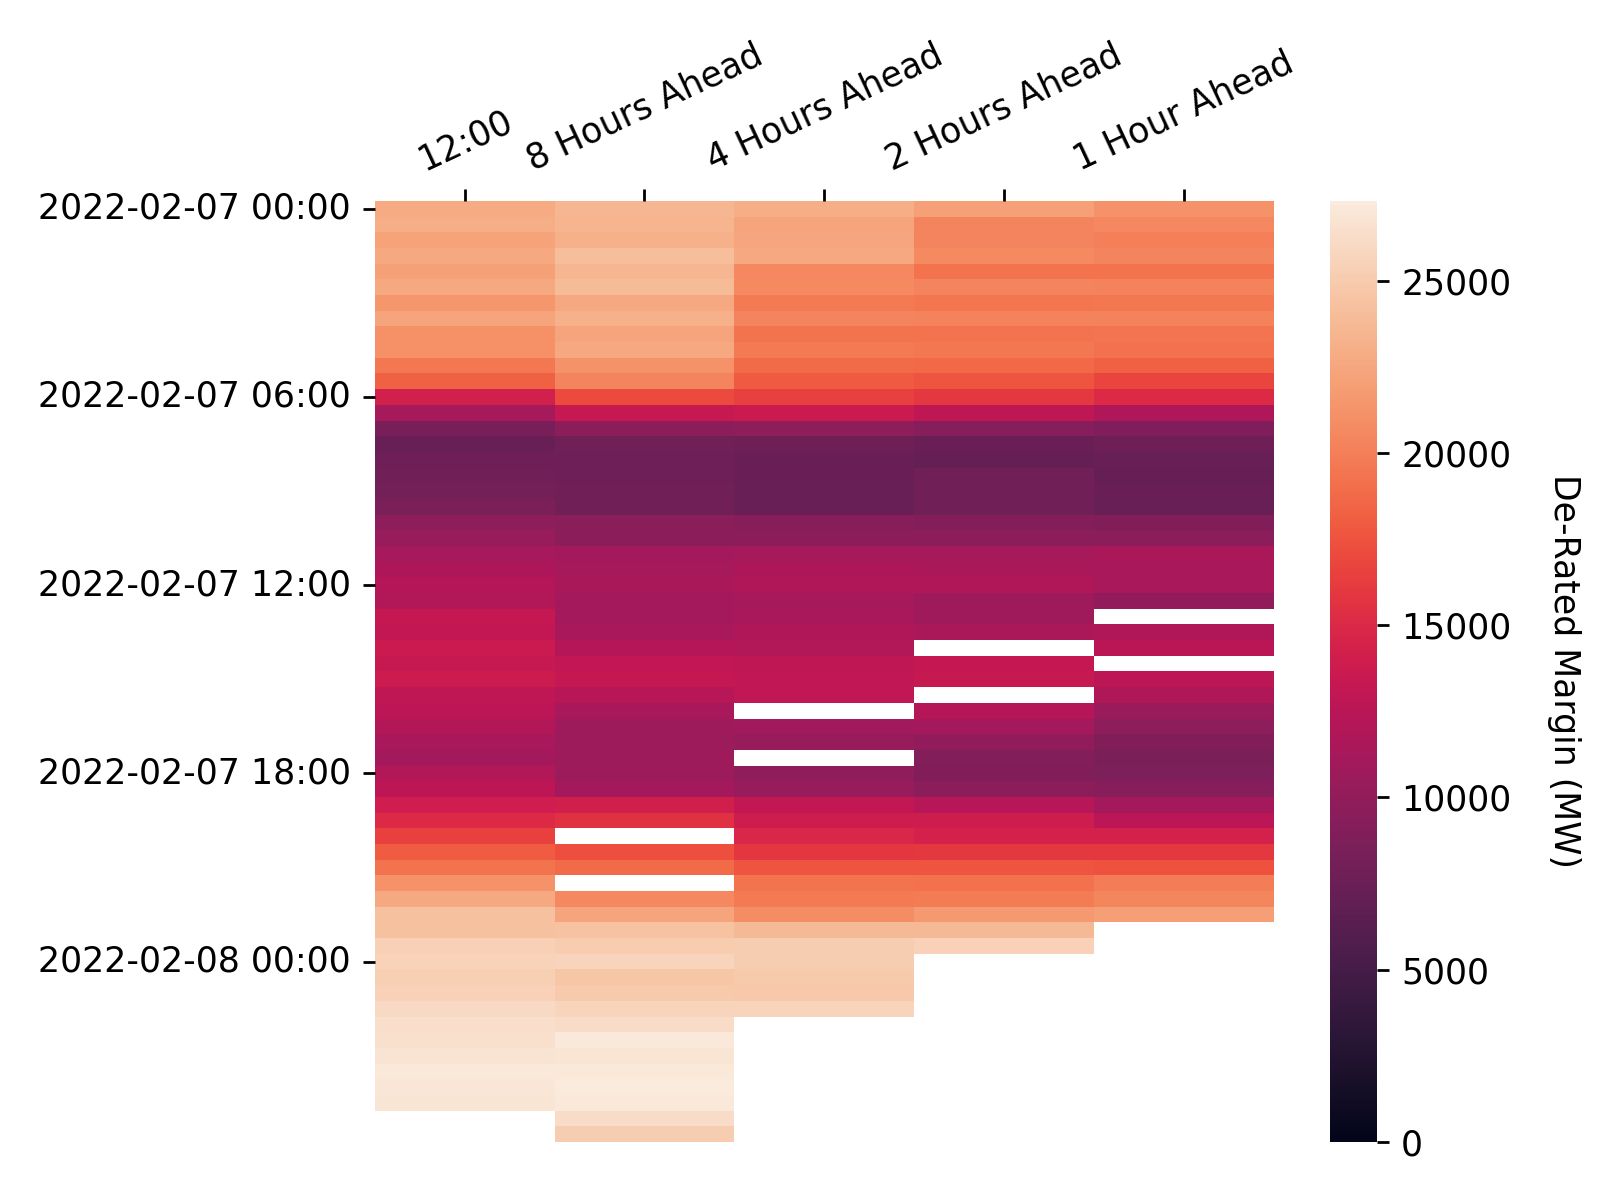 12:00
8 Hours Ahead
4 Hours Ahead
2 Hours Ahead
1 Hour Ahead
2022-02-07 00:00
2022-02-07 06:00
2022-02-07 12:00
2022-02-07 18:00
2022-02-08 00:00
25000
20000
15000
10000
5000
0
De-Rated Margin (MW)